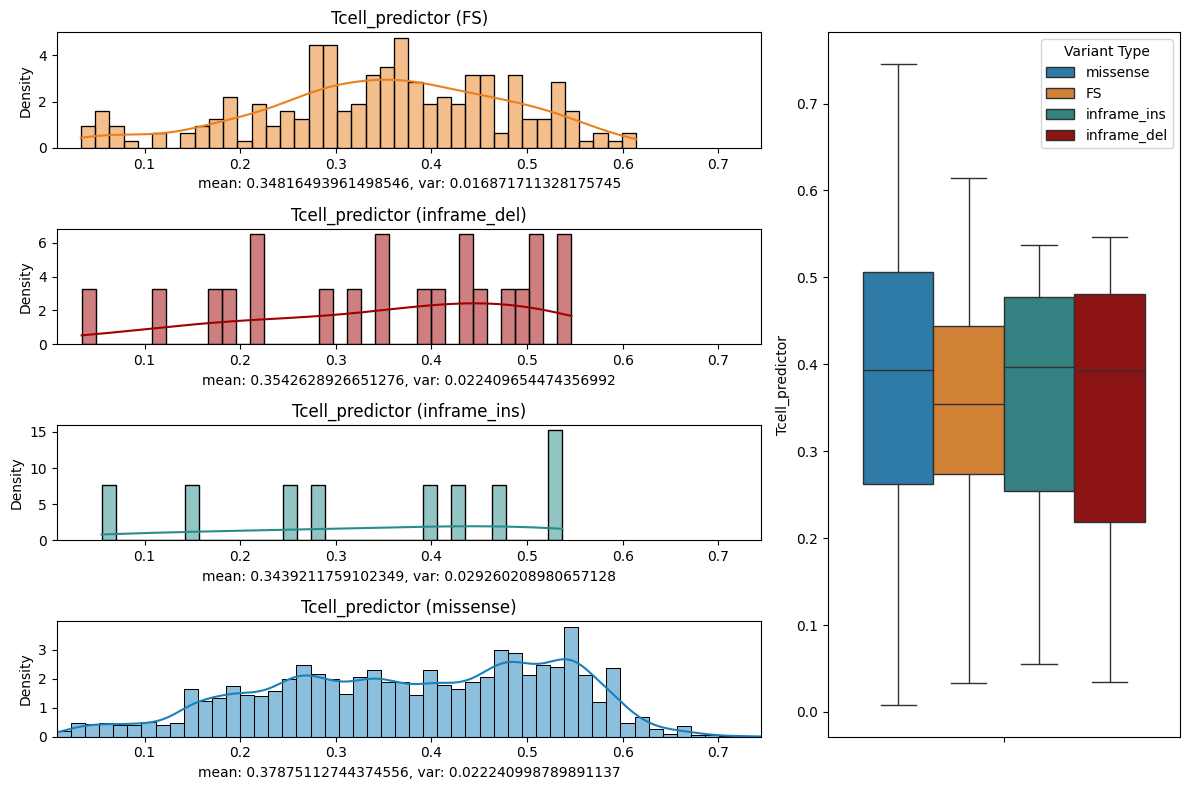 Tcell_predictor (FS)
Density
4
2
0
0.1 0.2 0.3 0.4 0.5 0.6 0.7
mean: 0.34816493961498546, var: 0.016871711328175745
Tcell_predictor (inframe_del)
Density
6
4
2
0
0.1 0.2 0.3 0.4 0.5 0.6 0.7
mean: 0.3542628926651276, var: 0.022409654474356992
Tcell_predictor (inframe_ins)
Density
15
10
5
0
0.1 0.2 0.3 0.4 0.5 0.6 0.7
mean: 0.3439211759102349, var: 0.029260208980657128
Tcell_predictor (missense)
Density
3
2
1
0
0.1 0.2 0.3 0.4 0.5 0.6 0.7
mean: 0.37875112744374556, var: 0.022240998789891137
Variant Type
missense
FS
inframe_ins
inframe_del
Tcell_predictor
0.7
0.6
0.5
0.4
0.3
0.2
0.1
0.0